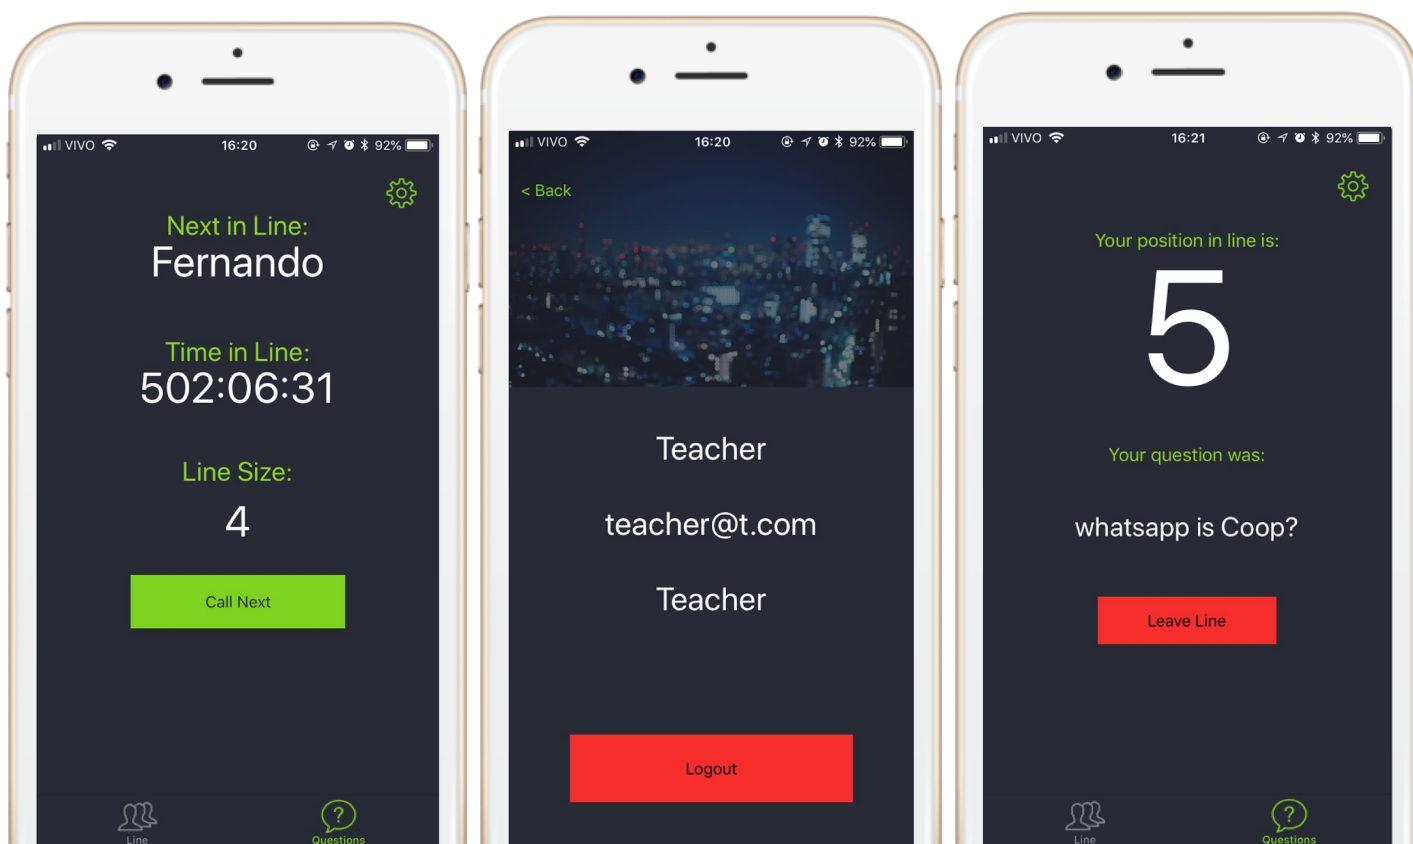 VIVO 16:20 92%
Next in Line:
Fernando
Time in Line:
502:06:31
Line Size:
4
Call Next
Line Questions
VIVO 16:20 92%
< Back
Teacher
teacher@t.com
Teacher
Logout
VIVO 16:21 92%
Your position in line is:
5
Your question was:
whatsapp is Coop?
Leave Line
Line Questions